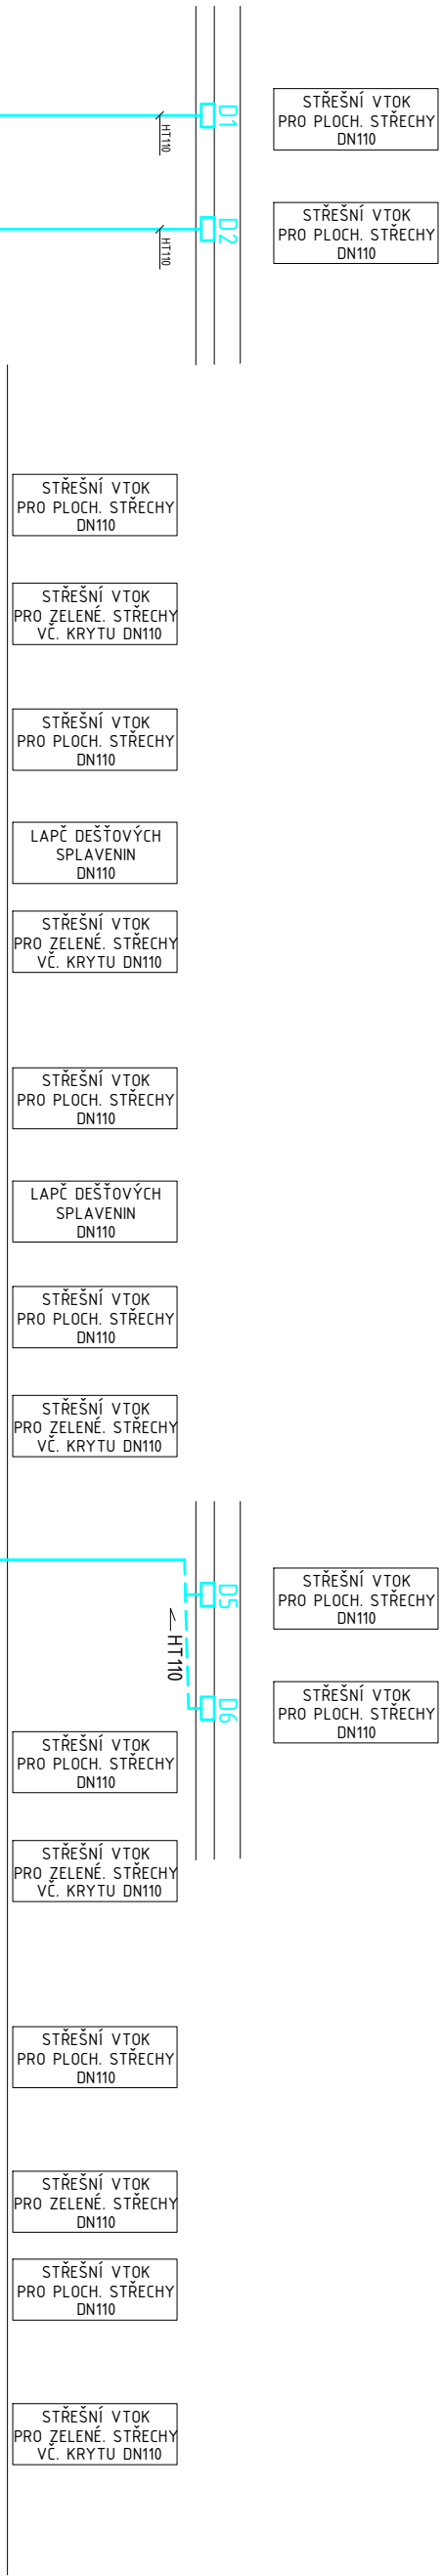 D1
STŘEŠNÍ VTOK
PRO PLOCH. STŘECHY
DN110
HT110
D2
STŘEŠNÍ VTOK
PRO PLOCH. STŘECHY
DN110
HT110
STŘEŠNÍ VTOK
PRO PLOCH. STŘECHY
DN110
STŘEŠNÍ VTOK
PRO ZELENÉ. STŘECHY
VČ. KRYTU DN110
STŘEŠNÍ VTOK
PRO PLOCH. STŘECHY
DN110
LAPČ DEŠŤOVÝCH
SPLAVENIN
DN110
STŘEŠNÍ VTOK
PRO ZELENÉ. STŘECHY
VČ. KRYTU DN110
STŘEŠNÍ VTOK
PRO PLOCH. STŘECHY
DN110
LAPČ DEŠŤOVÝCH
SPLAVENIN
DN110
STŘEŠNÍ VTOK
PRO PLOCH. STŘECHY
DN110
STŘEŠNÍ VTOK
PRO ZELENÉ. STŘECHY
VČ. KRYTU DN110
D5
STŘEŠNÍ VTOK
PRO PLOCH. STŘECHY
DN110
HT110
D6
STŘEŠNÍ VTOK
PRO PLOCH. STŘECHY
DN110
STŘEŠNÍ VTOK
PRO PLOCH. STŘECHY
DN110
STŘEŠNÍ VTOK
PRO ZELENÉ. STŘECHY
VČ. KRYTU DN110
STŘEŠNÍ VTOK
PRO PLOCH. STŘECHY
DN110
STŘEŠNÍ VTOK
PRO ZELENÉ. STŘECHY
DN110
STŘEŠNÍ VTOK
PRO PLOCH. STŘECHY
DN110
STŘEŠNÍ VTOK
PRO ZELENÉ. STŘECHY
VČ. KRYTU DN110